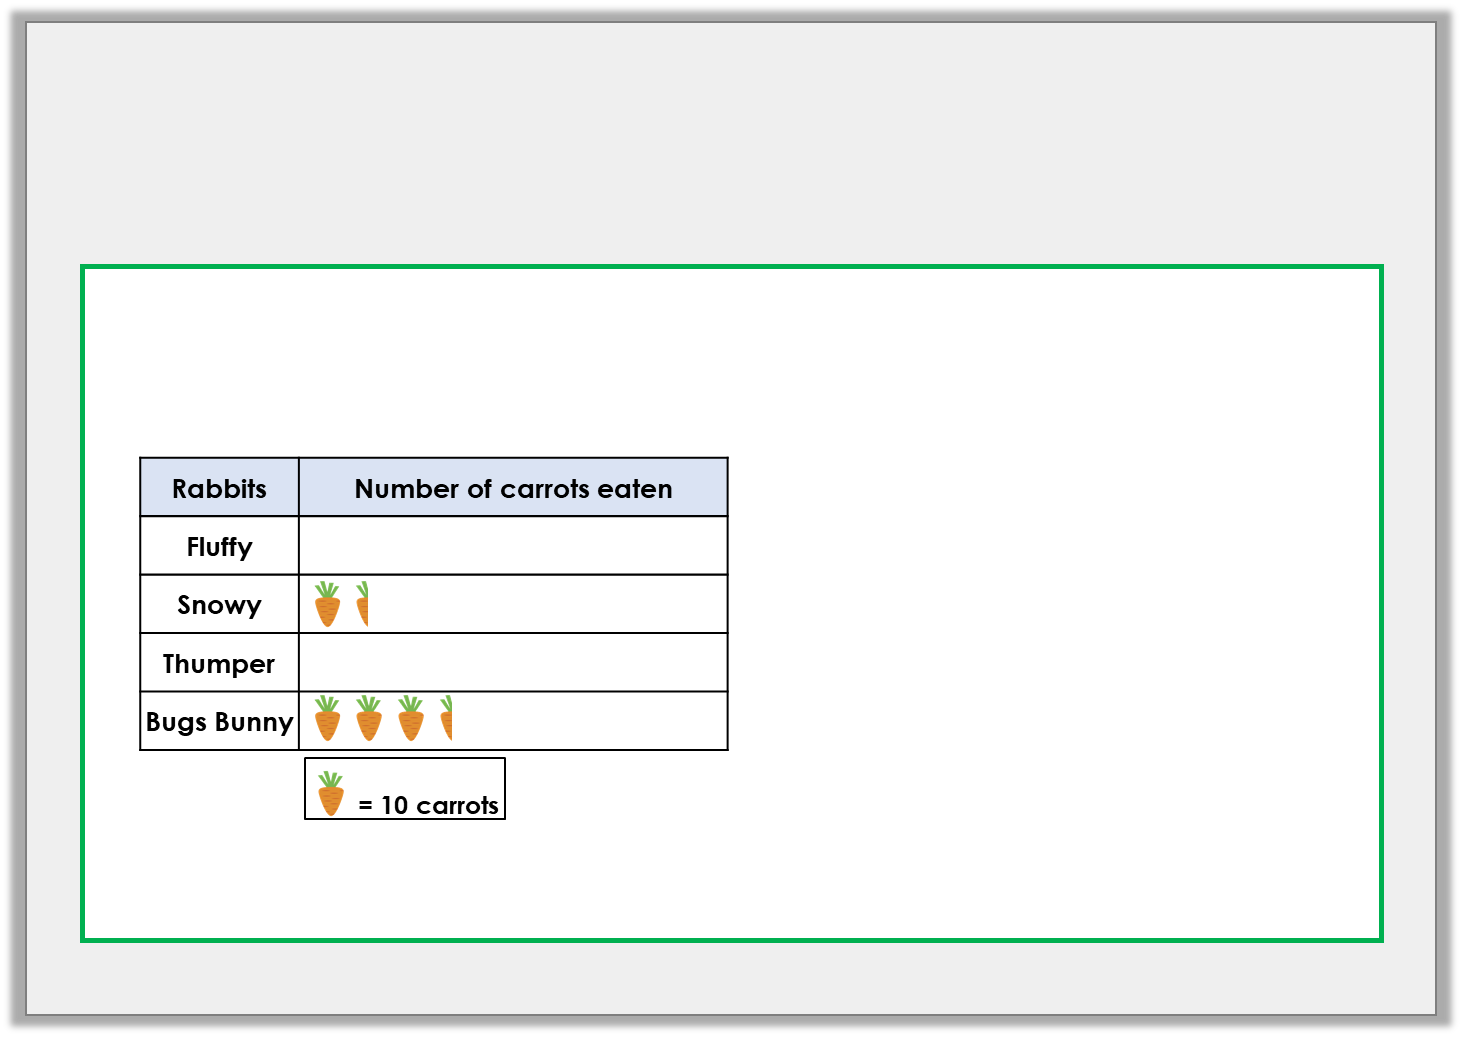 Rabbits Number of carrots eaten
Fluffy
Snowy
Thumper
Bugs Bunny
= 10 carrots